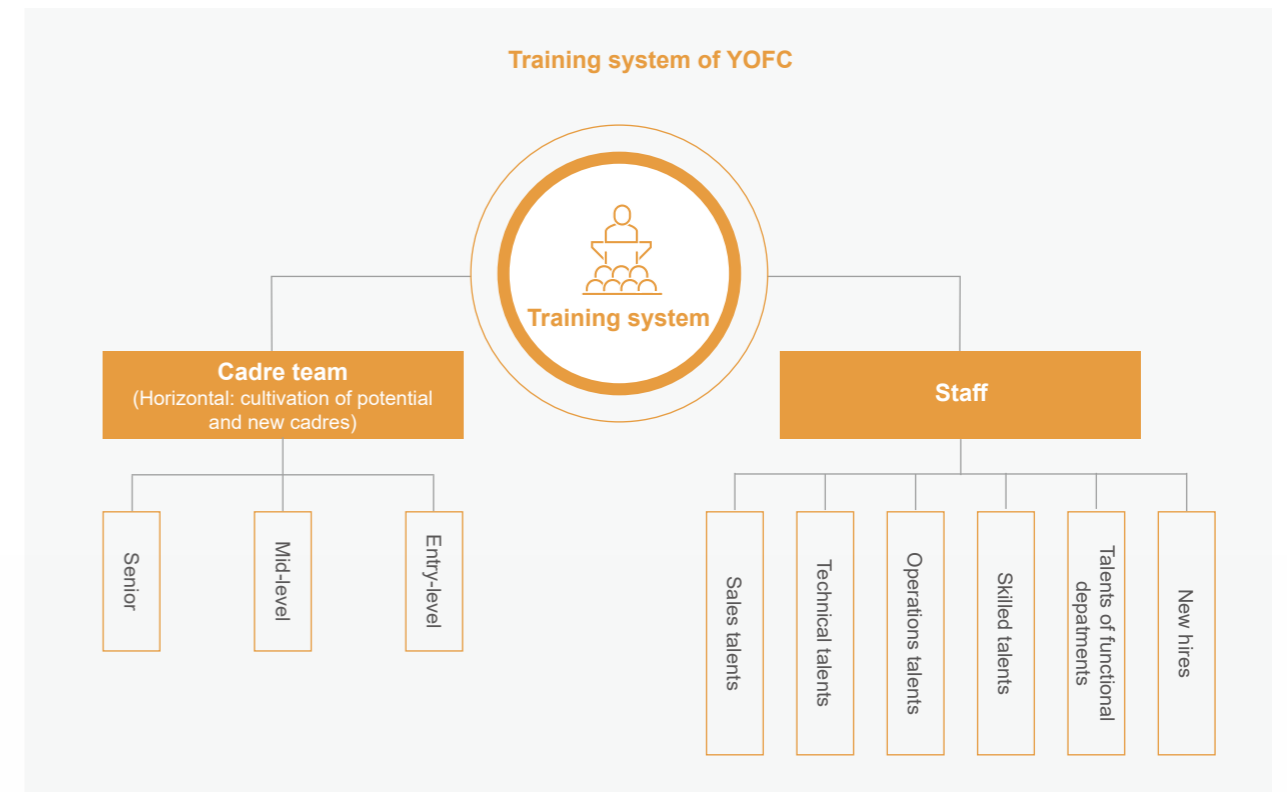 Training system of YOFC
Training system
Cadre team
(Horizontal: cultivation of potential
and new cadres)
Staff
Senior
Mid-level
Entry-level
Sales talents
Technical talents
Operations talents
Skilled talents
Talents of functional
depatments
New hires